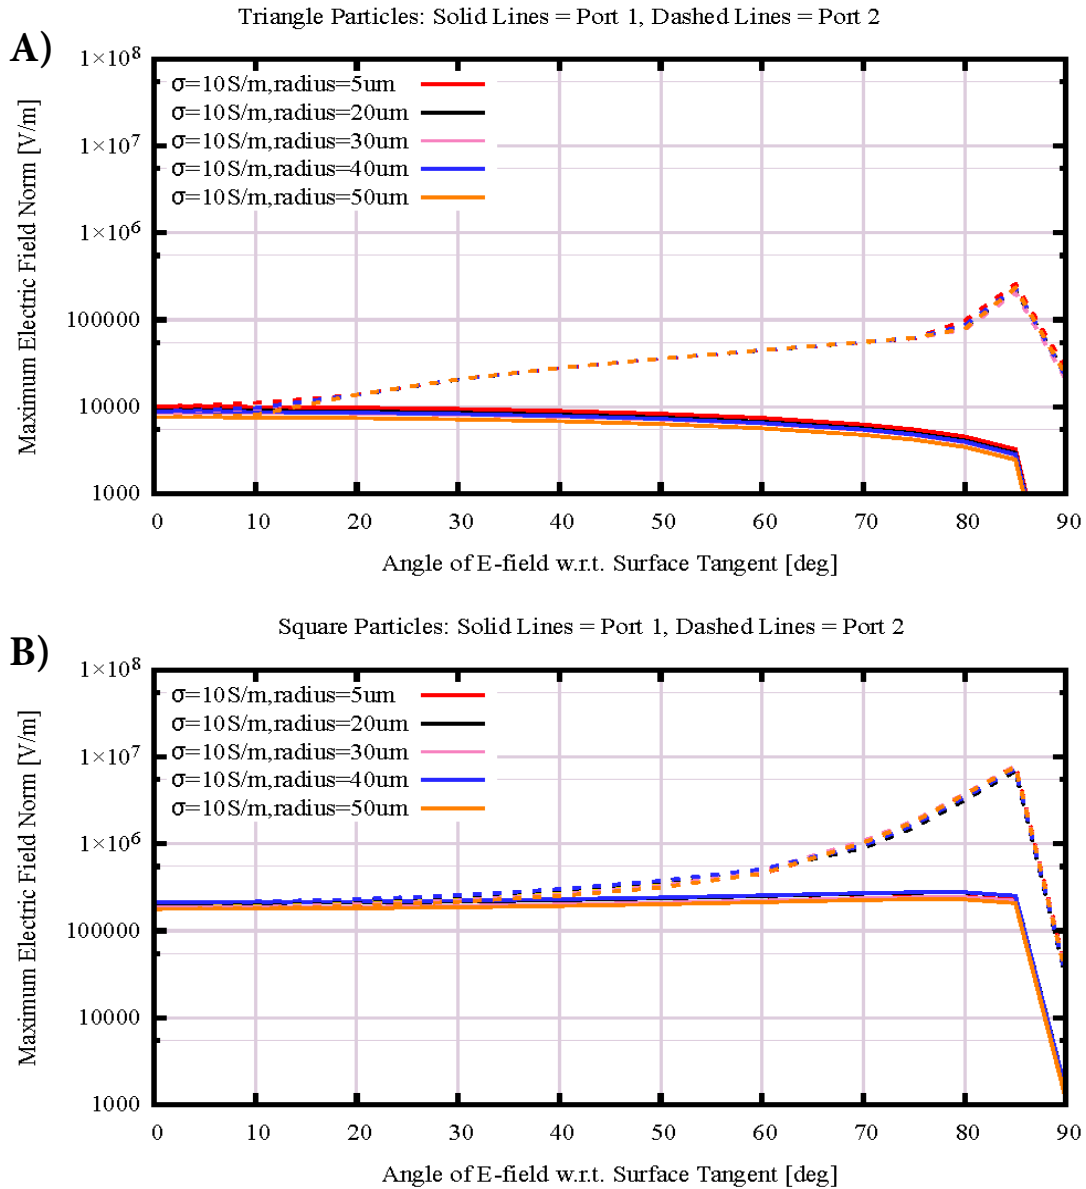 Triangle Particles: Solid Lines = Port 1, Dashed Lines = Port 2
A)
1×10^8
1×10^7
1×10^6
100000
10000
1000
Maximum Electric Field Norm [V/m]
σ=10S/m,radius=5um
σ=10S/m,radius=20um
σ=10S/m,radius=30um
σ=10S/m,radius=40um
σ=10S/m,radius=50um
0 10 20 30 40 50 60 70 80 90
Angle of E-field w.r.t. Surface Tangent [deg]
Square Particles: Solid Lines = Port 1, Dashed Lines = Port 2
B)
1×10^8
1×10^7
1×10^6
100000
10000
1000
Maximum Electric Field Norm [V/m]
σ=10S/m,radius=5um
σ=10S/m,radius=20um
σ=10S/m,radius=30um
σ=10S/m,radius=40um
σ=10S/m,radius=50um
0 10 20 30 40 50 60 70 80 90
Angle of E-field w.r.t. Surface Tangent [deg]